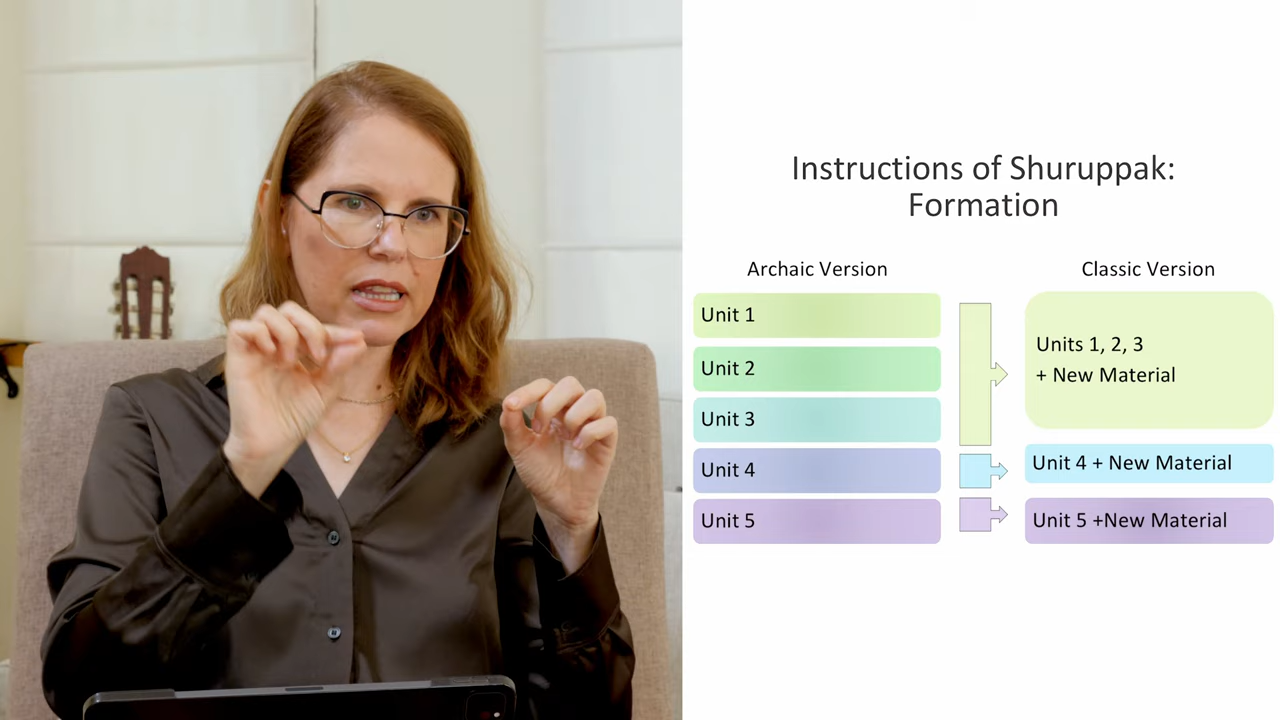 Instructions of Shuruppak:
Formation
Archaic Version
Classic Version
Unit 1
Unit 2
Unit 3
Unit 4
Unit 5
Units 1, 2, 3
+ New Material
Unit 4 + New Material
Unit 5 +New Material